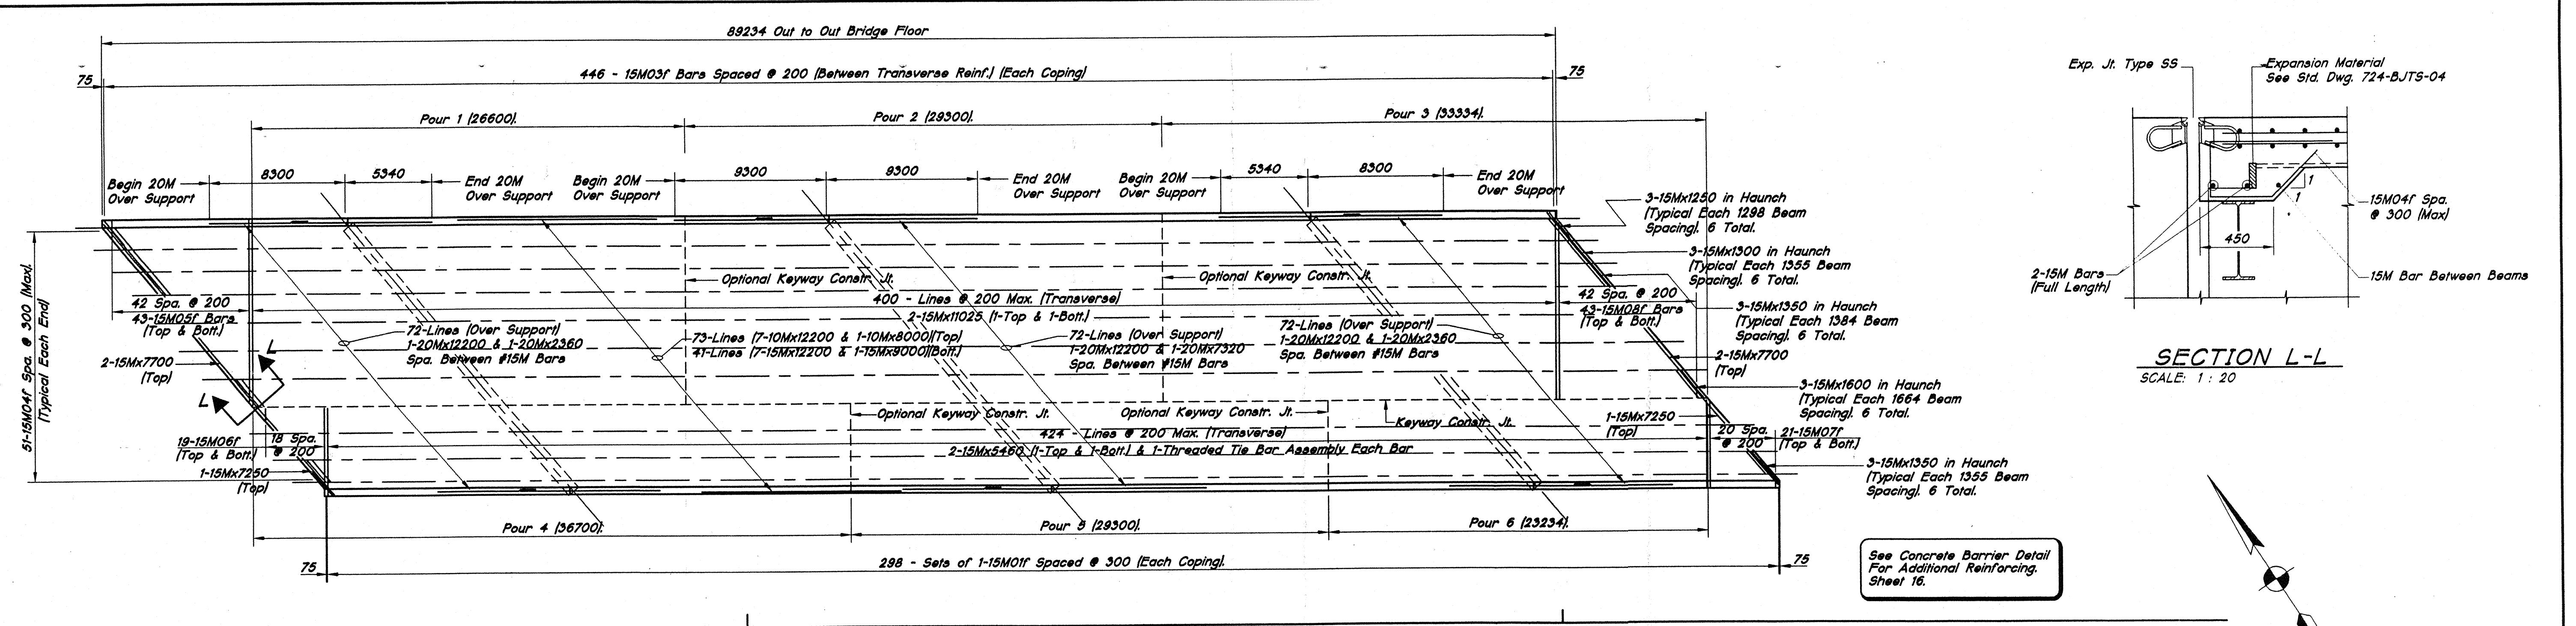 89234 Out to Out Bridge Floor
75
446 - 15M03f Bars Spaced @ 200 (Between Transverse Reinf.) (Each Coping)
75
Pour 1 (26600).
Pour 2 (29300).
Pour 3 (33334).
Begin 20M
Over Support
8300
5340
End 20M
Over Support
Begin 20M
Over Support
9300
9300
End 20M
Over Support
Begin 20M
Over Support
5340
8300
End 20M
Over Support
3-15Mx1250 in Haunch
(Typical Each 1298 Beam
Spacing). 6 Total.
3-15Mx1300 in Haunch
(Typical Each 1355 Beam
Spacing). 6 Total.
3-15Mx1350 in Haunch
(Typical Each 1384 Beam
Spacing). 6 Total.
2-15Mx7700
(Top)
3-15Mx1600 in Haunch
(Typical Each 1664 Beam
Spacing). 6 Total.
51-15M04f Spa. @ 300 (Max).
(Typical Each End)
42 Spa. @ 200
43-15M05f Bars
(Top & Bott.)
2-15Mx7700
(Top)
L
L
Optional Keyway Constr. Jt.
Optional Keyway Constr. Jt.
400 - Lines @ 200 Max. (Transverse)
2-15Mx11025 (1-Top & 1-Bott.)
42 Spa. @ 200
43-15M08f Bars
(Top & Bott.)
72-Lines (Over Support)
1-20Mx12200 & 1-20Mx2360
Spa. Between #15M Bars
73-Lines (7-10Mx12200 & 1-10Mx8000)(Top)
41-Lines (7-15Mx12200 & 1-15Mx9000)(Bott.)
72-Lines (Over Support)
1-20Mx12200 & 1-20Mx7320
Spa. Between #15M Bars
72-Lines (Over Support)
1-20Mx12200 & 1-20Mx2360
Spa. Between #15M Bars
Optional Keyway Constr. Jt.
Optional Keyway Constr. Jt.
Keyway Constr. Jt.
1-15Mx7250
(Top)
19-15M06f
(Top & Bott.)
18 Spa.
@ 200
1-15Mx7250
(Top)
424 - Lines @ 200 Max. (Transverse)
2-15Mx5460 (1-Top & 1-Bott.) & 1-Threaded Tie Bar Assembly Each Bar
20 Spa.
@ 200
21-15M07f
(Top & Bott.)
3-15Mx1350 in Haunch
(Typical Each 1355 Beam
Spacing). 6 Total.
Pour 4 (36700).
Pour 5 (29300).
Pour 6 (23234).
75
298 - Sets of 1-15M01f Spaced @ 300 (Each Coping).
75
See Concrete Barrier Detail
For Additional Reinforcing.
Sheet 16.
Exp. Jt. Type SS
Expansion Material
See Std. Dwg. 724-BJTS-04
1
1
15M04f Spa.
@ 300 (Max)
450
2-15M Bars
(Full Length)
15M Bar Between Beams
SECTION L-L
SCALE: 1 : 20